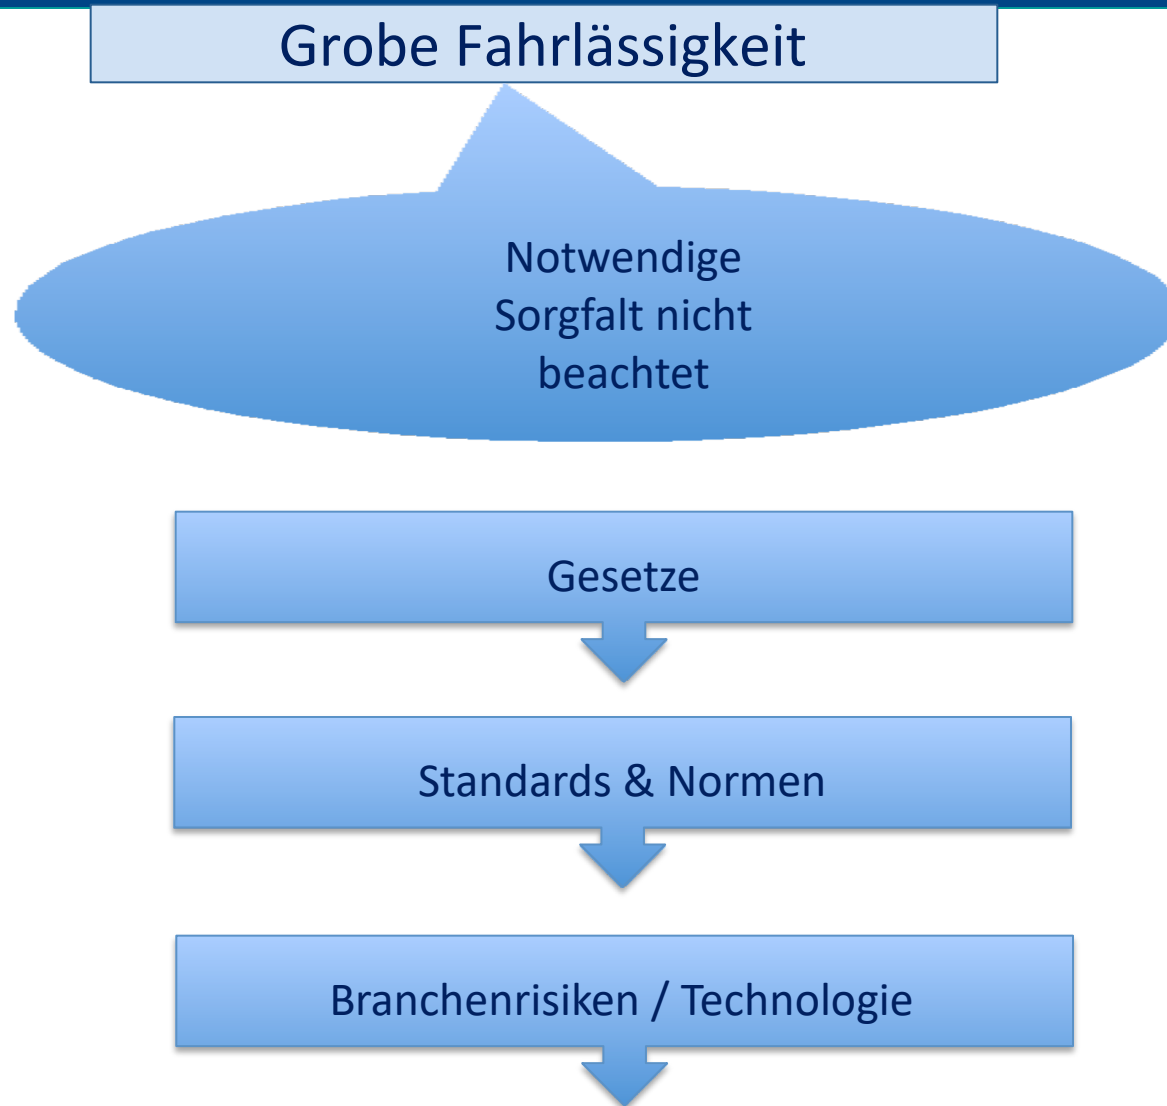 Grobe Fahrlässigkeit
Notwendige
Sorgfalt nicht
beachtet
Gesetze
Standards & Normen
Branchenrisiken / Technologie